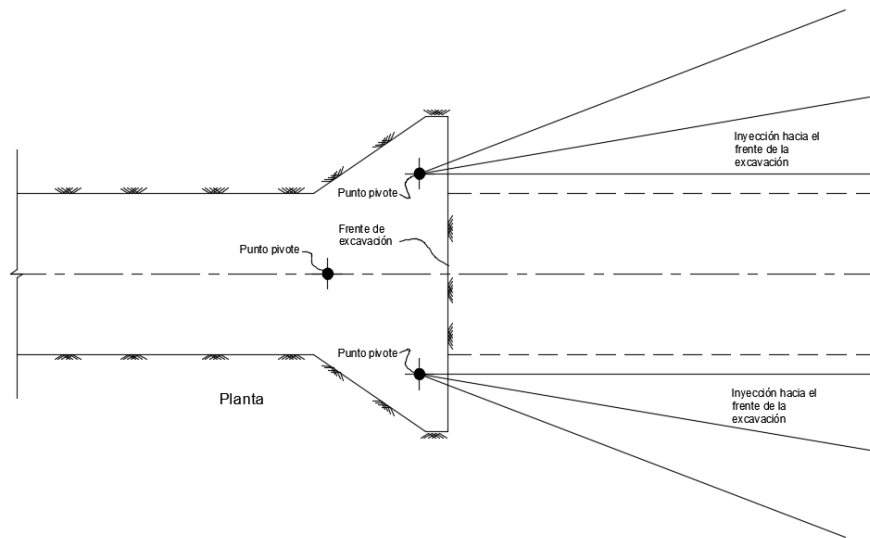 Inyección hacia el
frente de la
excavación
Punto pivote
Frente de
excavación
Punto pivote
Punto pivote
Planta
Inyección hacia el
frente de la
excavación